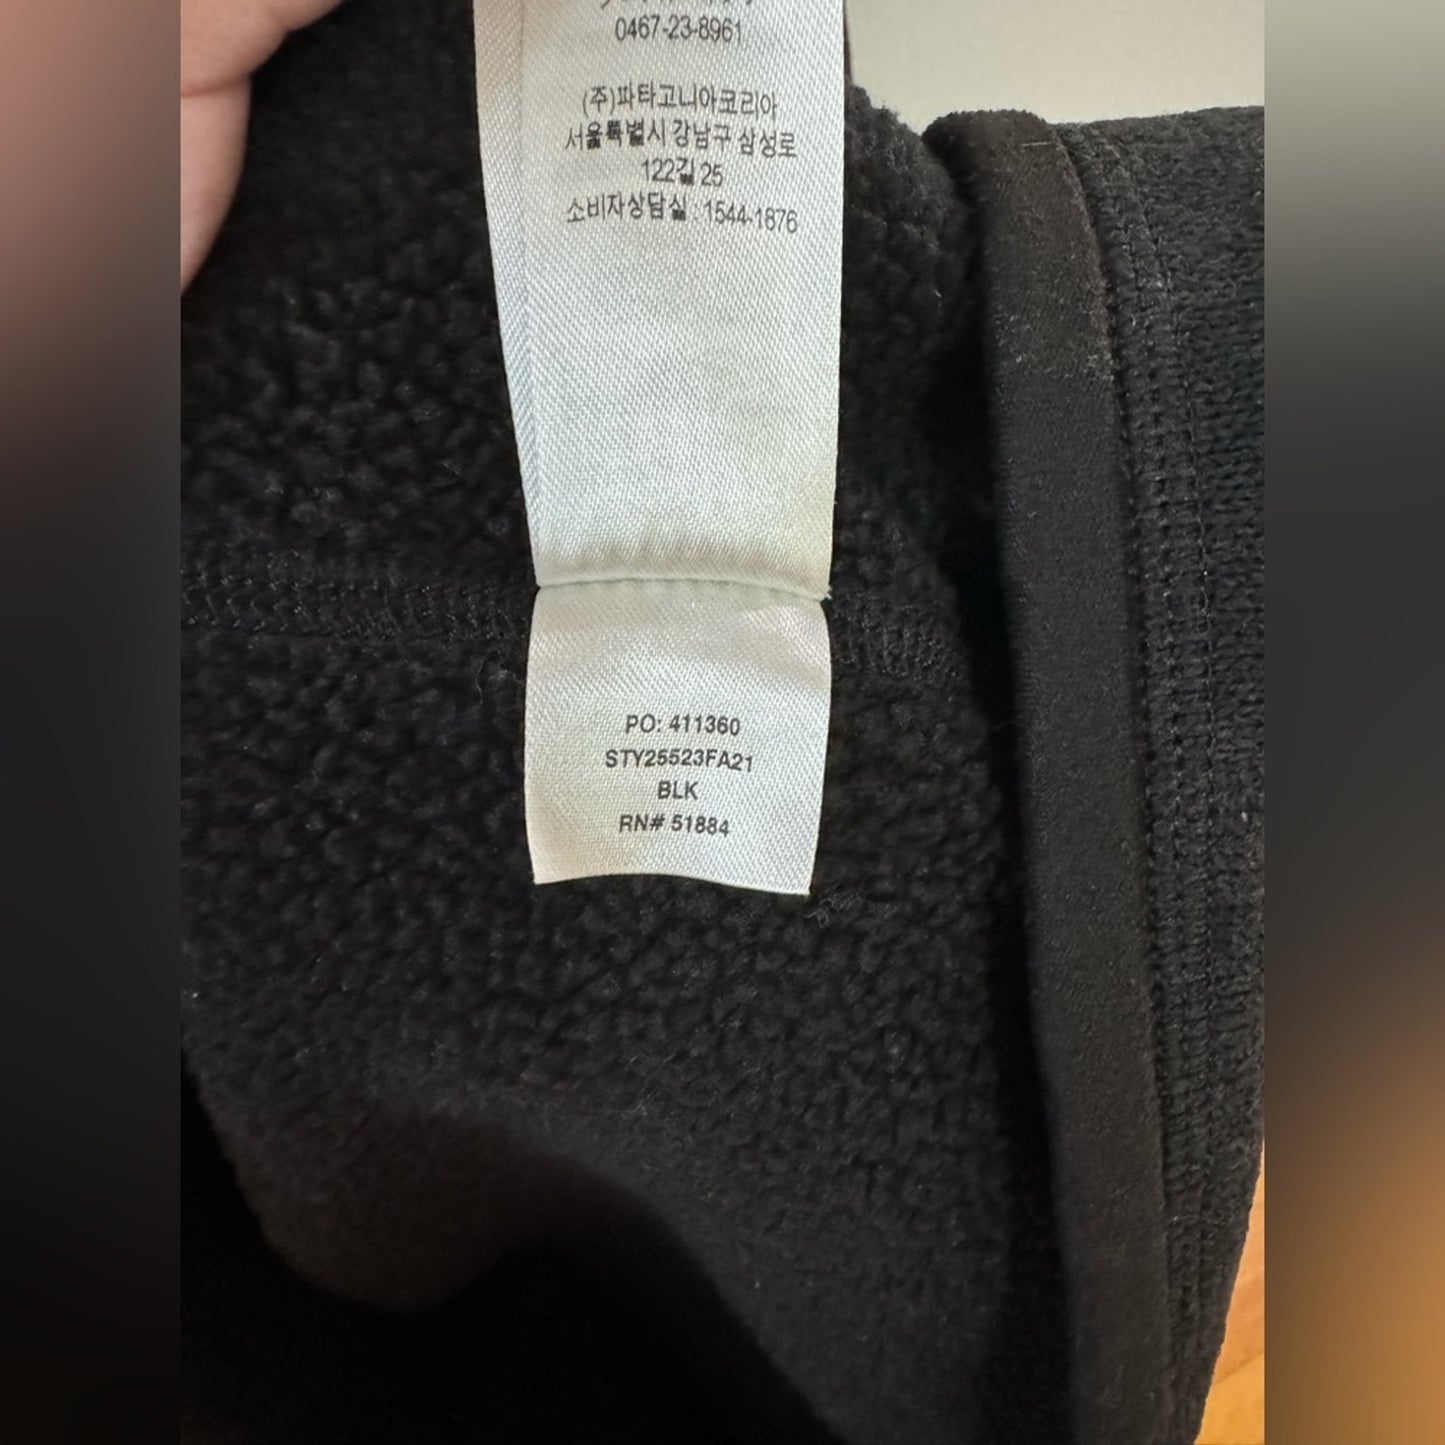 0467-23-8961
(주)파타고니아코리아
서울특별시 강남구 삼성로
122길 25
소비자상담실 : 1544-1876
PO: 411360
STY25523FA21
BLK
RN# 51884